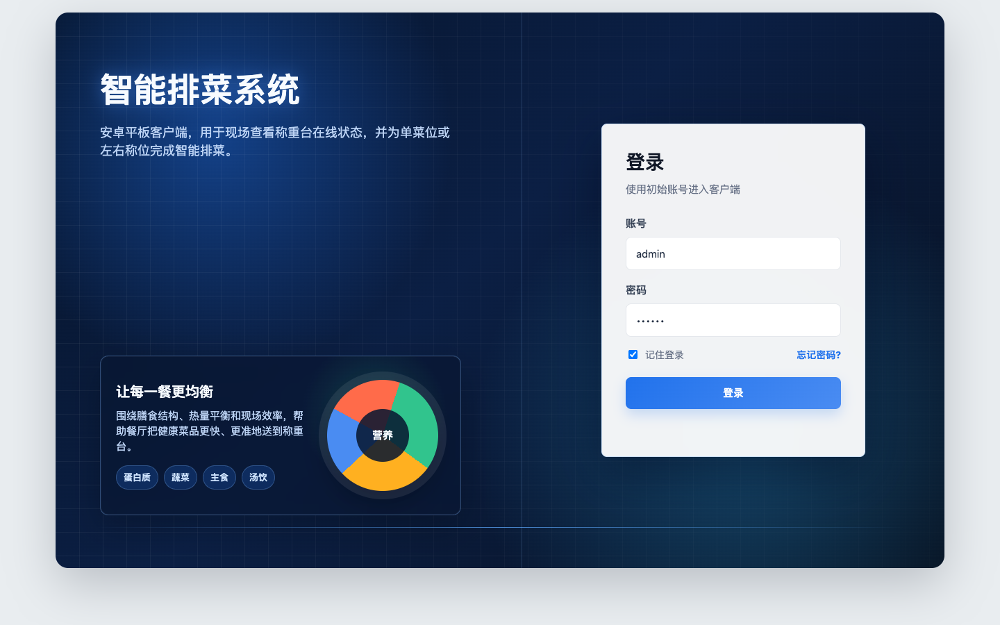 智能排菜系统
安卓平板客户端，用于现场查看称重台在线状态，并为单菜位或
左右称位完成智能排菜。
让每一餐更均衡
围绕膳食结构、热量平衡和现场效率，帮
助餐厅把健康菜品更快、更准地送到称重
台。
蛋白质 蔬菜 主食 汤饮
营养
登录
使用初始账号进入客户端
账号
admin
密码
••••••
记住登录 忘记密码?
登录